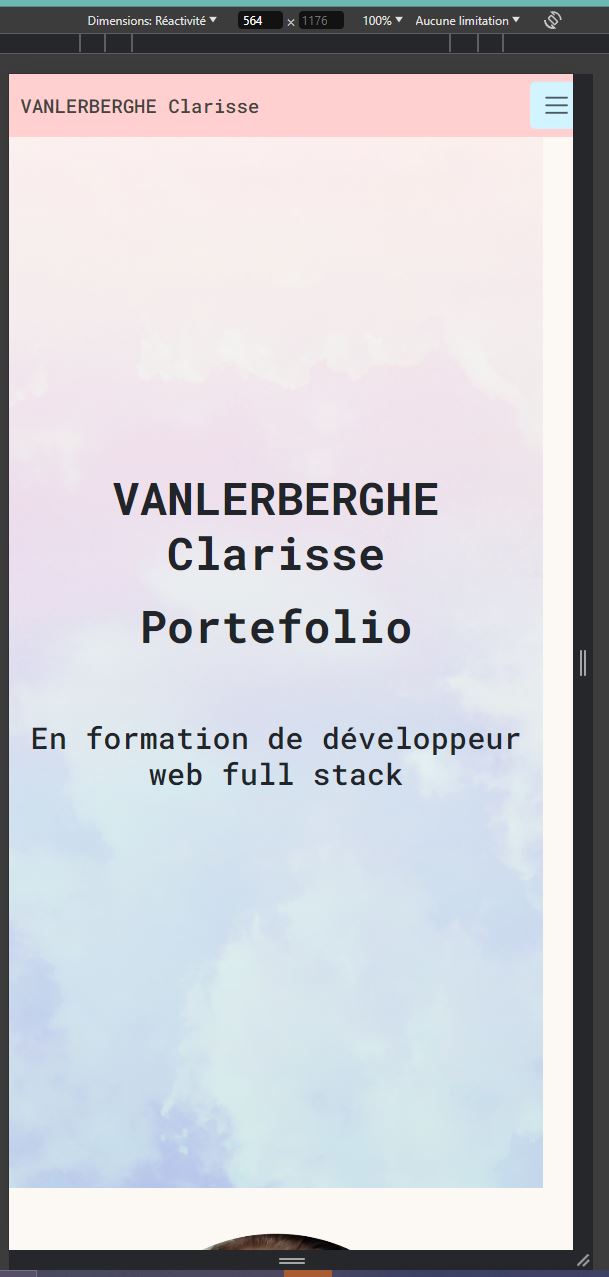 Dimensions: Réactivité 564 × 1176 100% Aucune limitation
VANLERBERGHE Clarisse
VANLERBERGHE
Clarisse
Portefolio
En formation de développeur
web full stack